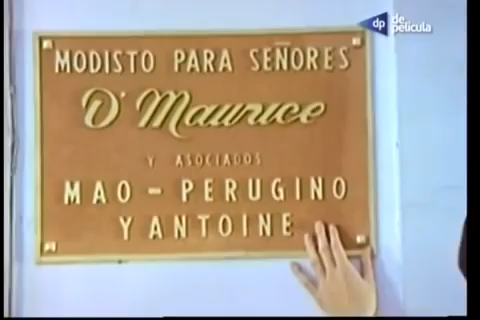 MODISTO PARA SEÑORES
D'Maurice
Y ASOCIADOS
MAO - PERUGINO
Y ANTOINE
dp de
película